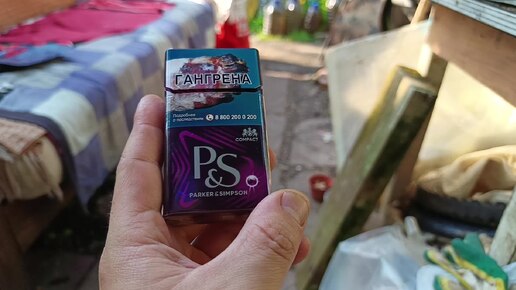 ГАНГРЕНА
Подробнее
о последствиях
8 800 200 0 200
COMPACT
P&S
PARKER & SIMPSON